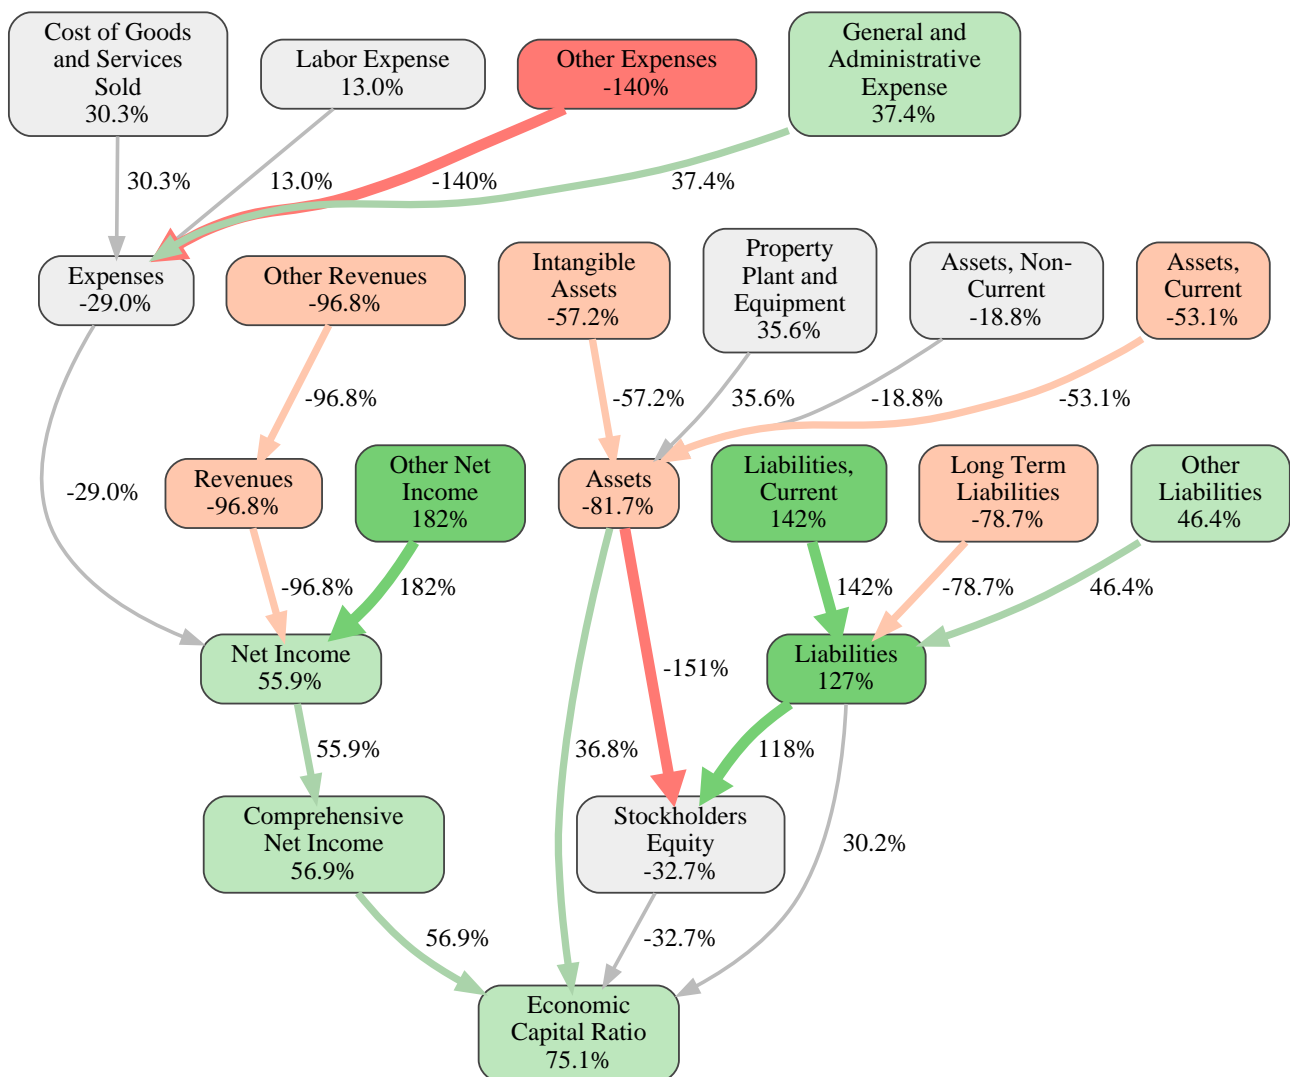 Cost of Goods
and Services
Sold
30.3%
Labor Expense
13.0%
Other Expenses
-140%
General and
Administrative
Expense
37.4%
30.3%
13.0%
-140%
37.4%
Expenses
-29.0%
Other Revenues
-96.8%
Intangible
Assets
-57.2%
Property
Plant and
Equipment
35.6%
Assets, Non-
Current
-18.8%
Assets,
Current
-53.1%
-96.8%
-57.2%
35.6%
-18.8%
-53.1%
-29.0%
Revenues
-96.8%
Other Net
Income
182%
Assets
-81.7%
Liabilities,
Current
142%
Long Term
Liabilities
-78.7%
Other
Liabilities
46.4%
-96.8%
182%
142%
-78.7%
46.4%
Net Income
55.9%
-151%
Liabilities
127%
55.9%
36.8%
118%
Comprehensive
Net Income
56.9%
Stockholders
Equity
-32.7%
30.2%
56.9%
-32.7%
Economic
Capital Ratio
75.1%